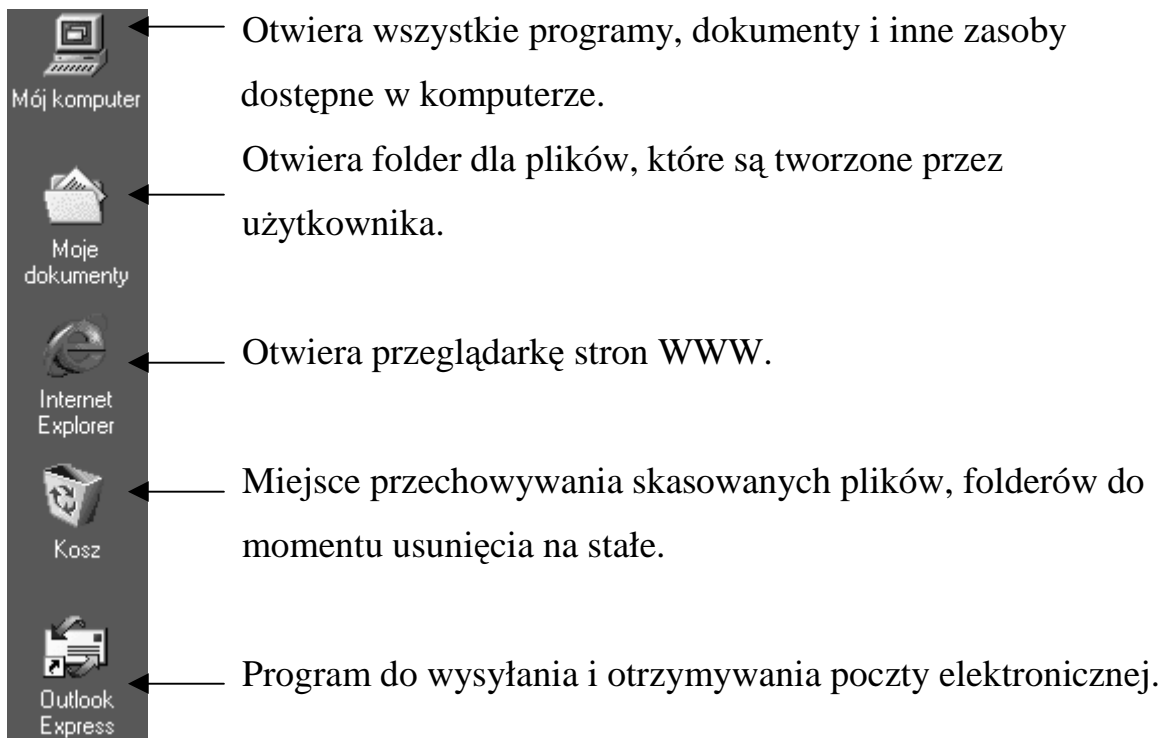 Mój komputer
Otwiera wszystkie programy, dokumenty i inne zasoby
dostępne w komputerze.
Moje
dokumenty
Otwiera folder dla plików, które są tworzone przez
użytkownika.
Internet
Explorer
Otwiera przeglądarkę stron WWW.
Kosz
Miejsce przechowywania skasowanych plików, folderów do
momentu usunięcia na stałe.
Outlook
Express
Program do wysyłania i otrzymywania poczty elektronicznej.